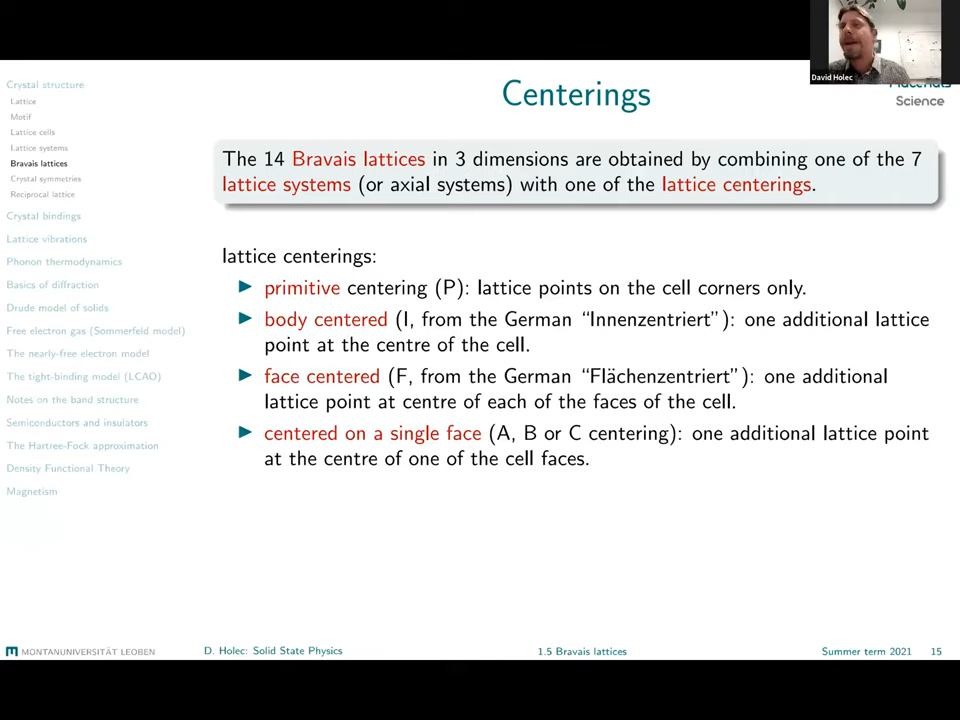 David Holec
Materials
Science
Crystal structure
Lattice
Motif
Lattice cells
Lattice systems
Bravais lattices
Crystal symmetries
Reciprocal lattice
Crystal bindings
Lattice vibrations
Phonon thermodynamics
Basics of diffraction
Drude model of solids
Free electron gas (Sommerfeld model)
The nearly-free electron model
The tight-binding model (LCAO)
Notes on the band structure
Semiconductors and insulators
The Hartree-Fock approximation
Density Functional Theory
Magnetism
Centerings
The 14 Bravais lattices in 3 dimensions are obtained by combining one of the 7
lattice systems (or axial systems) with one of the lattice centerings.
lattice centerings:
▶ primitive centering (P): lattice points on the cell corners only.
▶ body centered (I, from the German “Innenzentriert”): one additional lattice
point at the centre of the cell.
▶ face centered (F, from the German “Flächenzentriert”): one additional
lattice point at centre of each of the faces of the cell.
▶ centered on a single face (A, B or C centering): one additional lattice point
at the centre of one of the cell faces.
MONTANUNIVERSITÄT LEOBEN
D. Holec: Solid State Physics
1.5 Bravais lattices
Summer term 2021 15